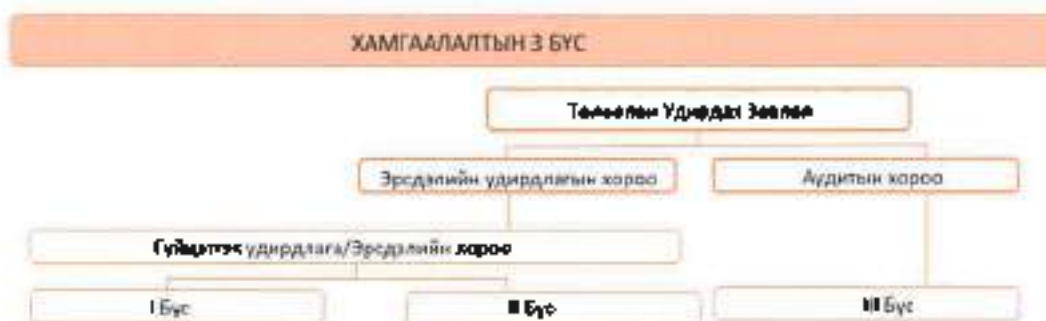 ХАМГААЛАЛТЫН 3 БҮС
Төлөөлөн Удирдах Зөвлөл
Эрсдэлийн удирдлагын хороо
Аудитын хороо
Гүйцэтгэх удирдлага/Эрсдэлийн хороо
I Бүс
II Бүс
III Бүс